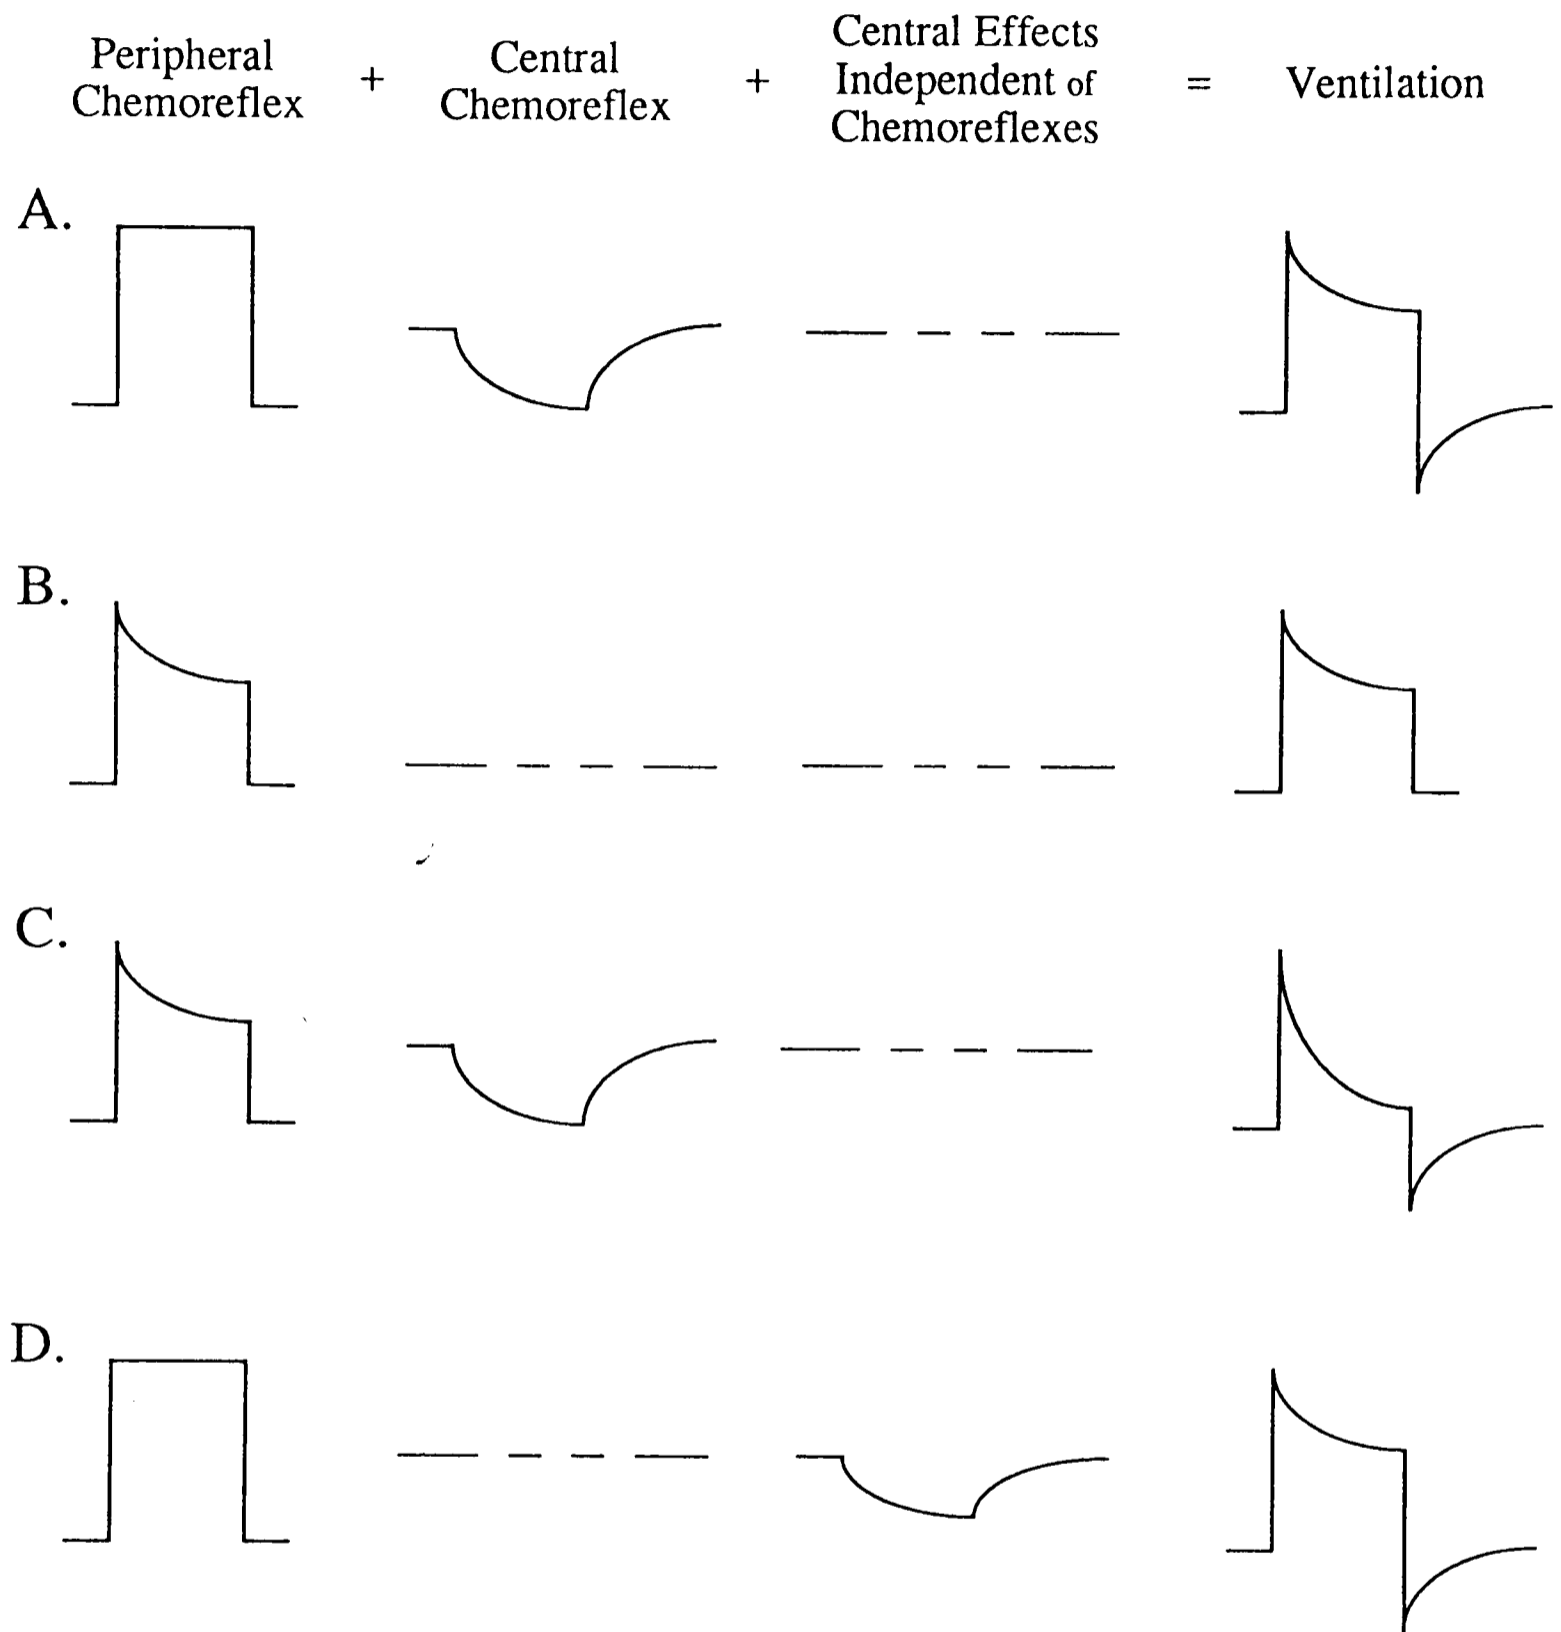 Peripheral
Chemoreflex
+
Central
Chemoreflex
+
Central Effects
Independent of
Chemoreflexes
=
Ventilation
A.
B.
C.
D.